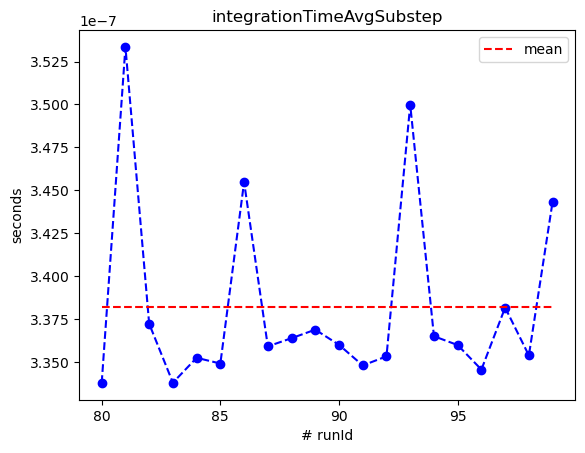 integrationTimeAvgSubstep
1e−7
mean
3.525
3.500
3.475
3.450
3.425
3.400
3.375
3.350
seconds
80 85 90 95
# runId